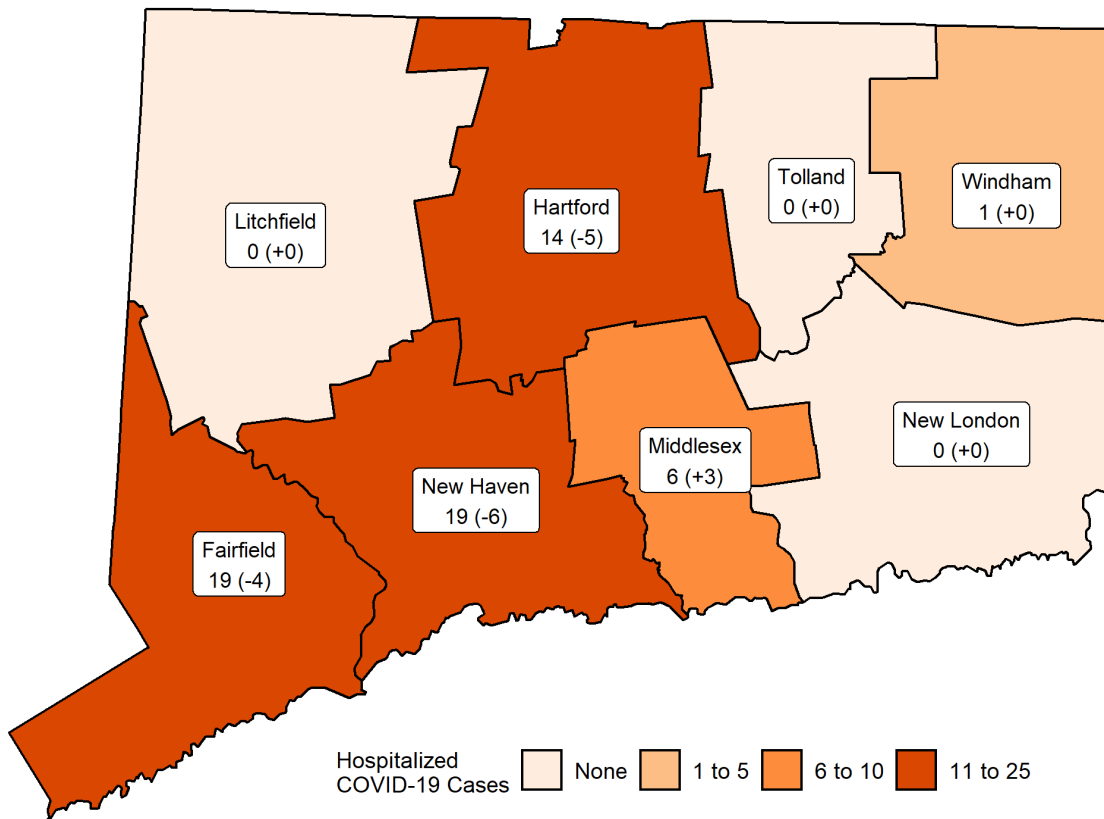 Litchfield
0 (+0)
Hartford
14 (-5)
Tolland
0 (+0)
Windham
1 (+0)
Fairfield
19 (-4)
New Haven
19 (-6)
Middlesex
6 (+3)
New London
0 (+0)
Hospitalized
COVID-19 Cases
None
1 to 5
6 to 10
11 to 25